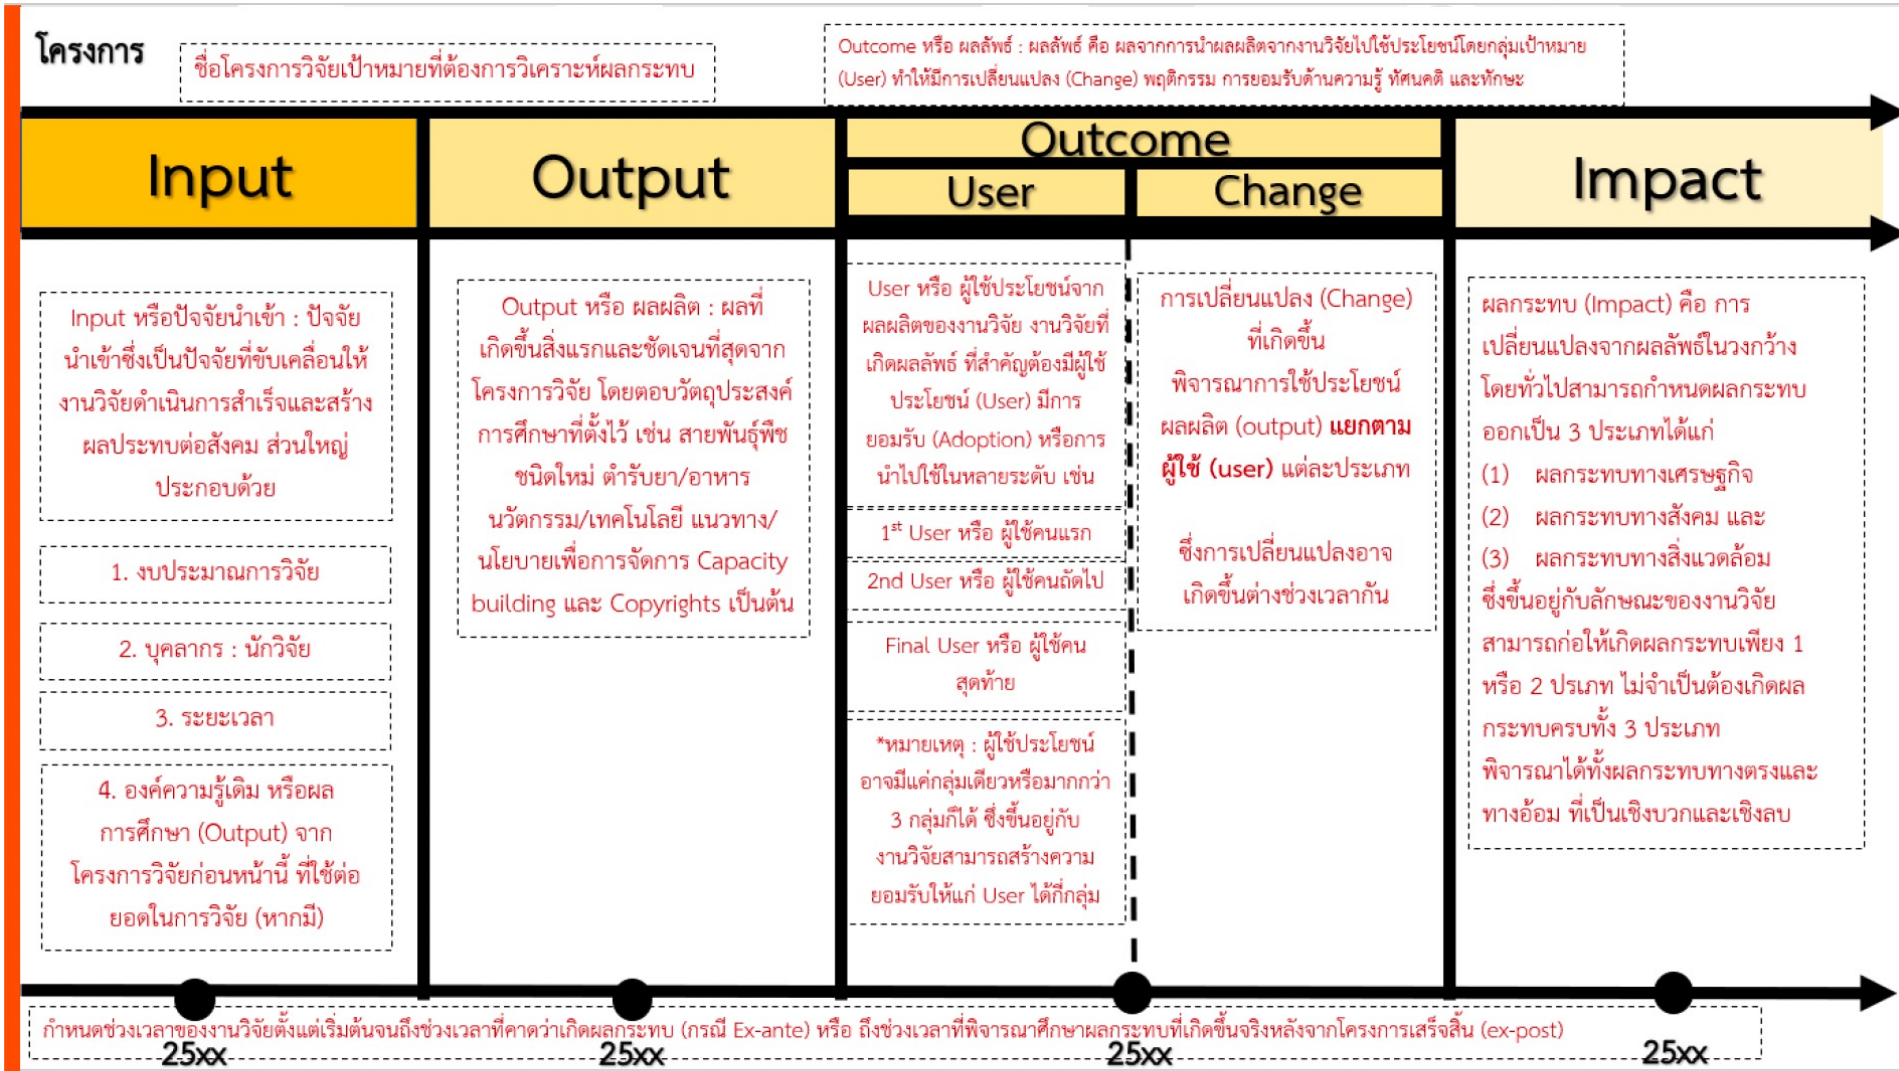 โครงการ
ชื่อโครงการวิจัยเป้าหมายที่ต้องการวิเคราะห์ผลกระทบ
Outcome หรือ ผลลัพธ์ : ผลลัพธ์ คือ ผลจากการนำผลผลิตจากงานวิจัยไปใช้ประโยชน์โดยกลุ่มเป้าหมาย
(User) ทำให้มีการเปลี่ยนแปลง (Change) พฤติกรรม การยอมรับด้านความรู้ ทัศนคติ และทักษะ
Input
Output
Outcome
User
Change
Impact
Input หรือปัจจัยนำเข้า : ปัจจัย
นำเข้าซึ่งเป็นปัจจัยที่ขับเคลื่อนให้
งานวิจัยดำเนินการสำเร็จและสร้าง
ผลประทบต่อสังคม ส่วนใหญ่
ประกอบด้วย
1. งบประมาณการวิจัย
2. บุคลากร : นักวิจัย
3. ระยะเวลา
4. องค์ความรู้เดิม หรือผล
การศึกษา (Output) จาก
โครงการวิจัยก่อนหน้านี้ ที่ใช้ต่อ
ยอดในการวิจัย (หากมี)
Output หรือ ผลผลิต : ผลที่
เกิดขึ้นสิ่งแรกและชัดเจนที่สุดจาก
โครงการวิจัย โดยตอบวัตถุประสงค์
การศึกษาที่ตั้งไว้ เช่น สายพันธุ์พืช
ชนิดใหม่ ตำรับยา/อาหาร
นวัตกรรม/เทคโนโลยี แนวทาง/
นโยบายเพื่อการจัดการ Capacity
building และ Copyrights เป็นต้น
User หรือ ผู้ใช้ประโยชน์จาก
ผลผลิตของงานวิจัย งานวิจัยที่
เกิดผลลัพธ์ ที่สำคัญต้องมีผู้ใช้
ประโยชน์ (User) มีการ
ยอมรับ (Adoption) หรือการ
นำไปใช้ในหลายระดับ เช่น
1st User หรือ ผู้ใช้คนแรก
2nd User หรือ ผู้ใช้คนถัดไป
Final User หรือ ผู้ใช้คน
สุดท้าย
*หมายเหตุ : ผู้ใช้ประโยชน์
อาจมีแค่กลุ่มเดียวหรือมากกว่า
3 กลุ่มก็ได้ ซึ่งขึ้นอยู่กับ
งานวิจัยสามารถสร้างความ
ยอมรับให้แก่ User ได้กี่กลุ่ม
การเปลี่ยนแปลง (Change)
ที่เกิดขึ้น
พิจารณาการใช้ประโยชน์
ผลผลิต (output) แยกตาม
ผู้ใช้ (user) แต่ละประเภท
ซึ่งการเปลี่ยนแปลงอาจ
เกิดขึ้นต่างช่วงเวลากัน
ผลกระทบ (Impact) คือ การ
เปลี่ยนแปลงจากผลลัพธ์ในวงกว้าง
โดยทั่วไปสามารถกำหนดผลกระทบ
ออกเป็น 3 ประเภทได้แก่
(1) ผลกระทบทางเศรษฐกิจ
(2) ผลกระทบทางสังคม และ
(3) ผลกระทบทางสิ่งแวดล้อม
ซึ่งขึ้นอยู่กับลักษณะของงานวิจัย
สามารถก่อให้เกิดผลกระทบเพียง 1
หรือ 2 ปรเภท ไม่จำเป็นต้องเกิดผล
กระทบครบทั้ง 3 ประเภท
พิจารณาได้ทั้งผลกระทบทางตรงและ
ทางอ้อม ที่เป็นเชิงบวกและเชิงลบ
กำหนดช่วงเวลาของงานวิจัยตั้งแต่เริ่มต้นจนถึงช่วงเวลาที่คาดว่าเกิดผลกระทบ (กรณี Ex-ante) หรือ ถึงช่วงเวลาที่พิจารณาศึกษาผลกระทบที่เกิดขึ้นจริงหลังจากโครงการเสร็จสิ้น (ex-post)
25xx
25xx
25xx
25xx